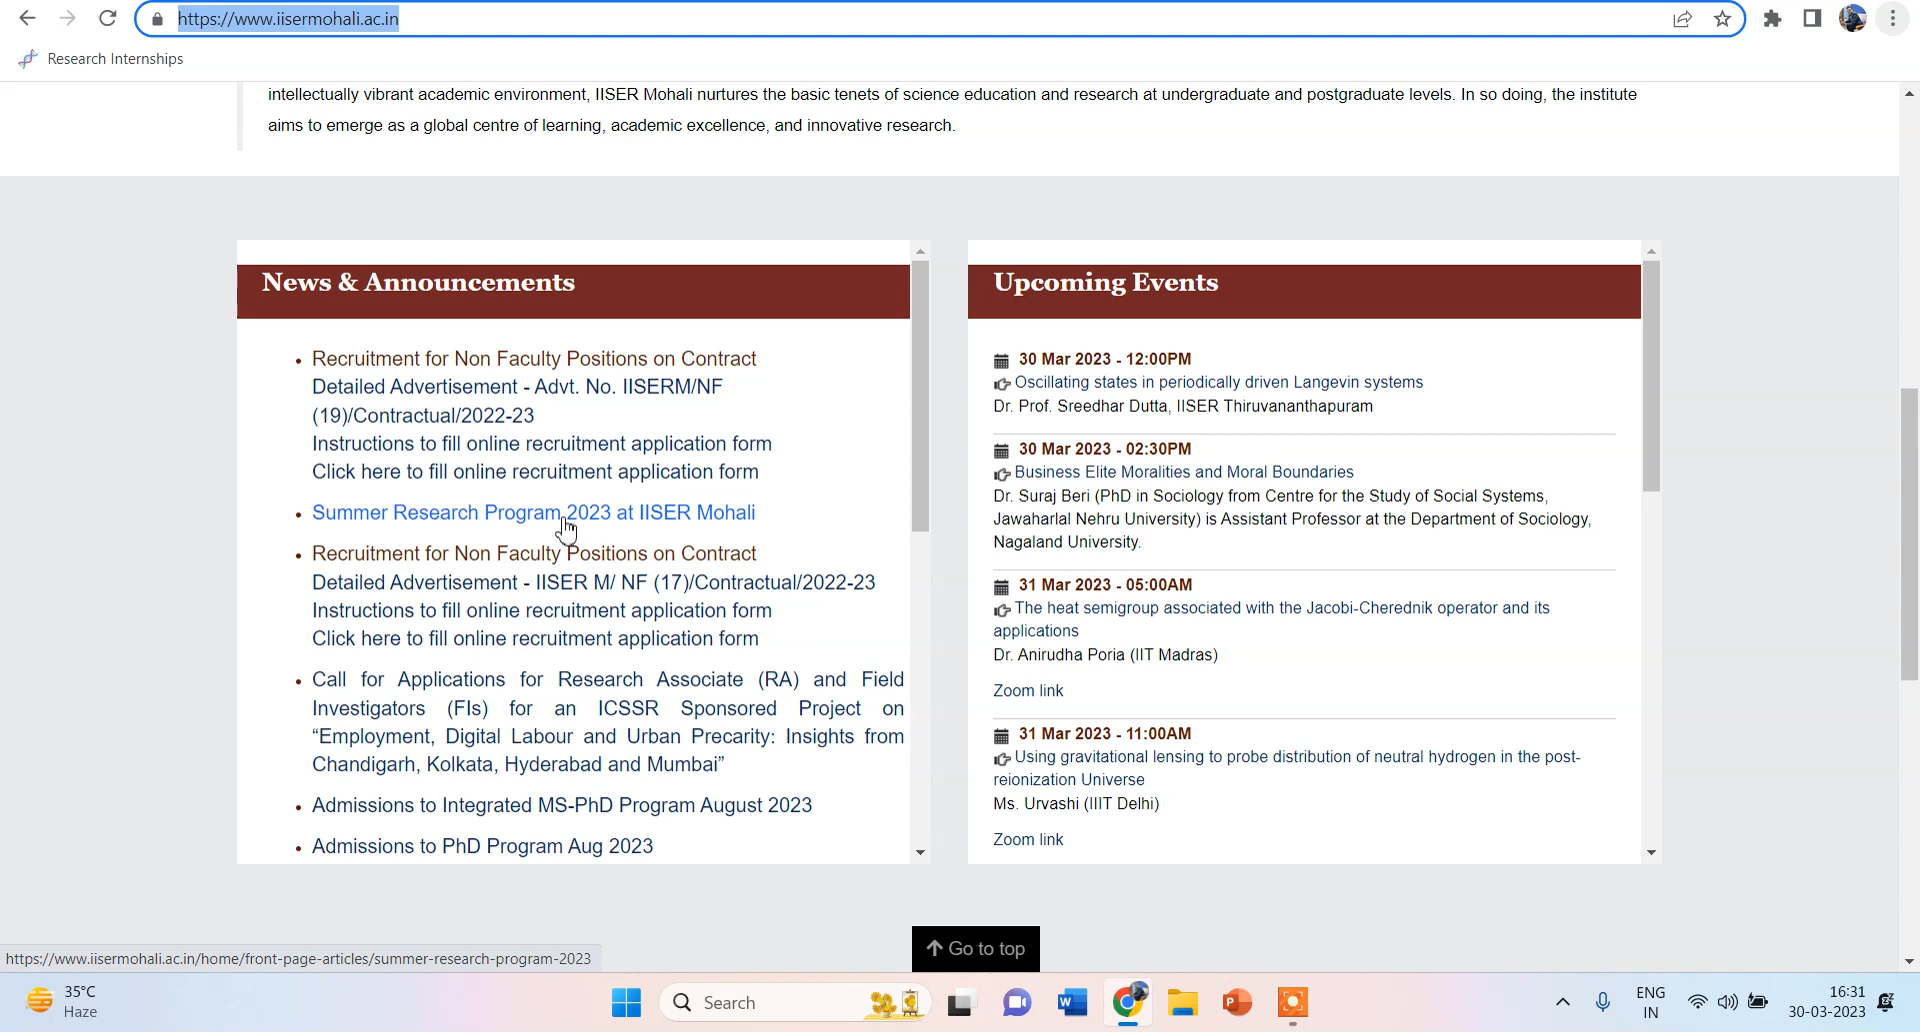 https://www.iisermohali.ac.in
Research Internships
intellectually vibrant academic environment, IISER Mohali nurtures the basic tenets of science education and research at undergraduate and postgraduate levels. In so doing, the institute
aims to emerge as a global centre of learning, academic excellence, and innovative research.
News & Announcements
Recruitment for Non Faculty Positions on Contract
Detailed Advertisement - Advt. No. IISERM/NF
(19)/Contractual/2022-23
Instructions to fill online recruitment application form
Click here to fill online recruitment application form
Summer Research Program 2023 at IISER Mohali
Recruitment for Non Faculty Positions on Contract
Detailed Advertisement - IISER M/ NF (17)/Contractual/2022-23
Instructions to fill online recruitment application form
Click here to fill online recruitment application form
Call for Applications for Research Associate (RA) and Field
Investigators (FIs) for an ICSSR Sponsored Project on
“Employment, Digital Labour and Urban Precarity: Insights from
Chandigarh, Kolkata, Hyderabad and Mumbai”
Admissions to Integrated MS-PhD Program August 2023
Admissions to PhD Program Aug 2023
Upcoming Events
30 Mar 2023 - 12:00PM
Oscillating states in periodically driven Langevin systems
Dr. Prof. Sreedhar Dutta, IISER Thiruvananthapuram
30 Mar 2023 - 02:30PM
Business Elite Moralities and Moral Boundaries
Dr. Suraj Beri (PhD in Sociology from Centre for the Study of Social Systems,
Jawaharlal Nehru University) is Assistant Professor at the Department of Sociology,
Nagaland University.
31 Mar 2023 - 05:00AM
The heat semigroup associated with the Jacobi-Cherednik operator and its
applications
Dr. Anirudha Poria (IIT Madras)
Zoom link
31 Mar 2023 - 11:00AM
Using gravitational lensing to probe distribution of neutral hydrogen in the post-
reionization Universe
Ms. Urvashi (IIIT Delhi)
Zoom link
Go to top
https://www.iisermohali.ac.in/home/front-page-articles/summer-research-program-2023
35°C
Haze
Search
ENG
IN
16:31
30-03-2023